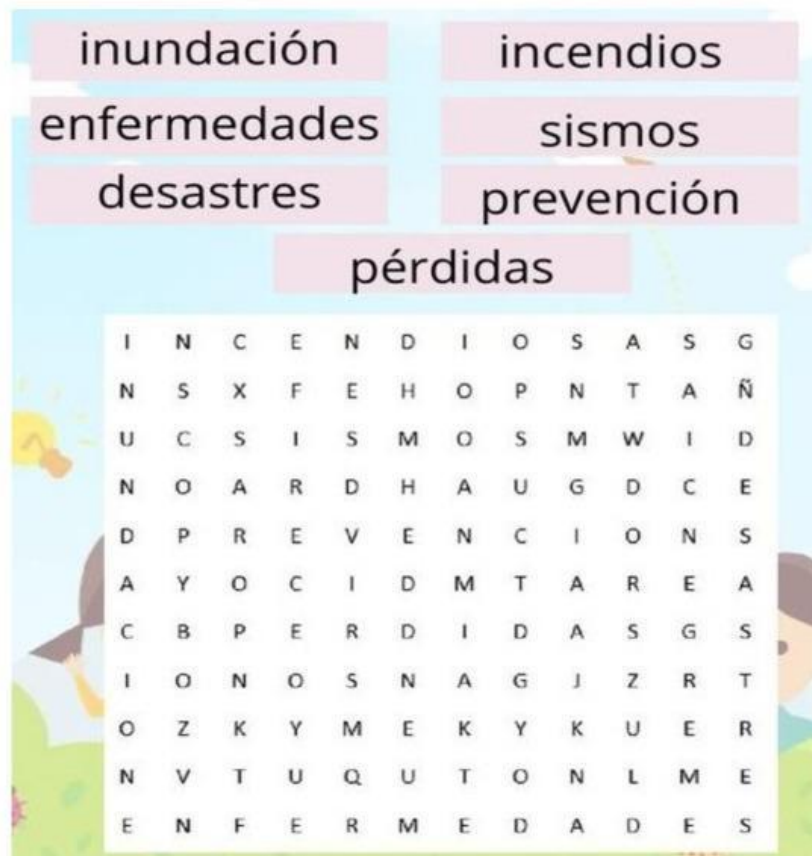 inundación incendios
enfermedades sismos
desastres prevención
pérdidas
I N C E N D I O S A S G
N S X F E H O P N T A Ñ
U C S I S M O S M W I D
N O A R D H A U G D C E
D P R E V E N C I O N S
A Y O C I D M T A R E A
C B P E R D I D A S G S
I O N O S N A G J Z R T
O Z K Y M E K Y K U E R
N V T U Q U T O N L M E
E N F E R M E D A D E S